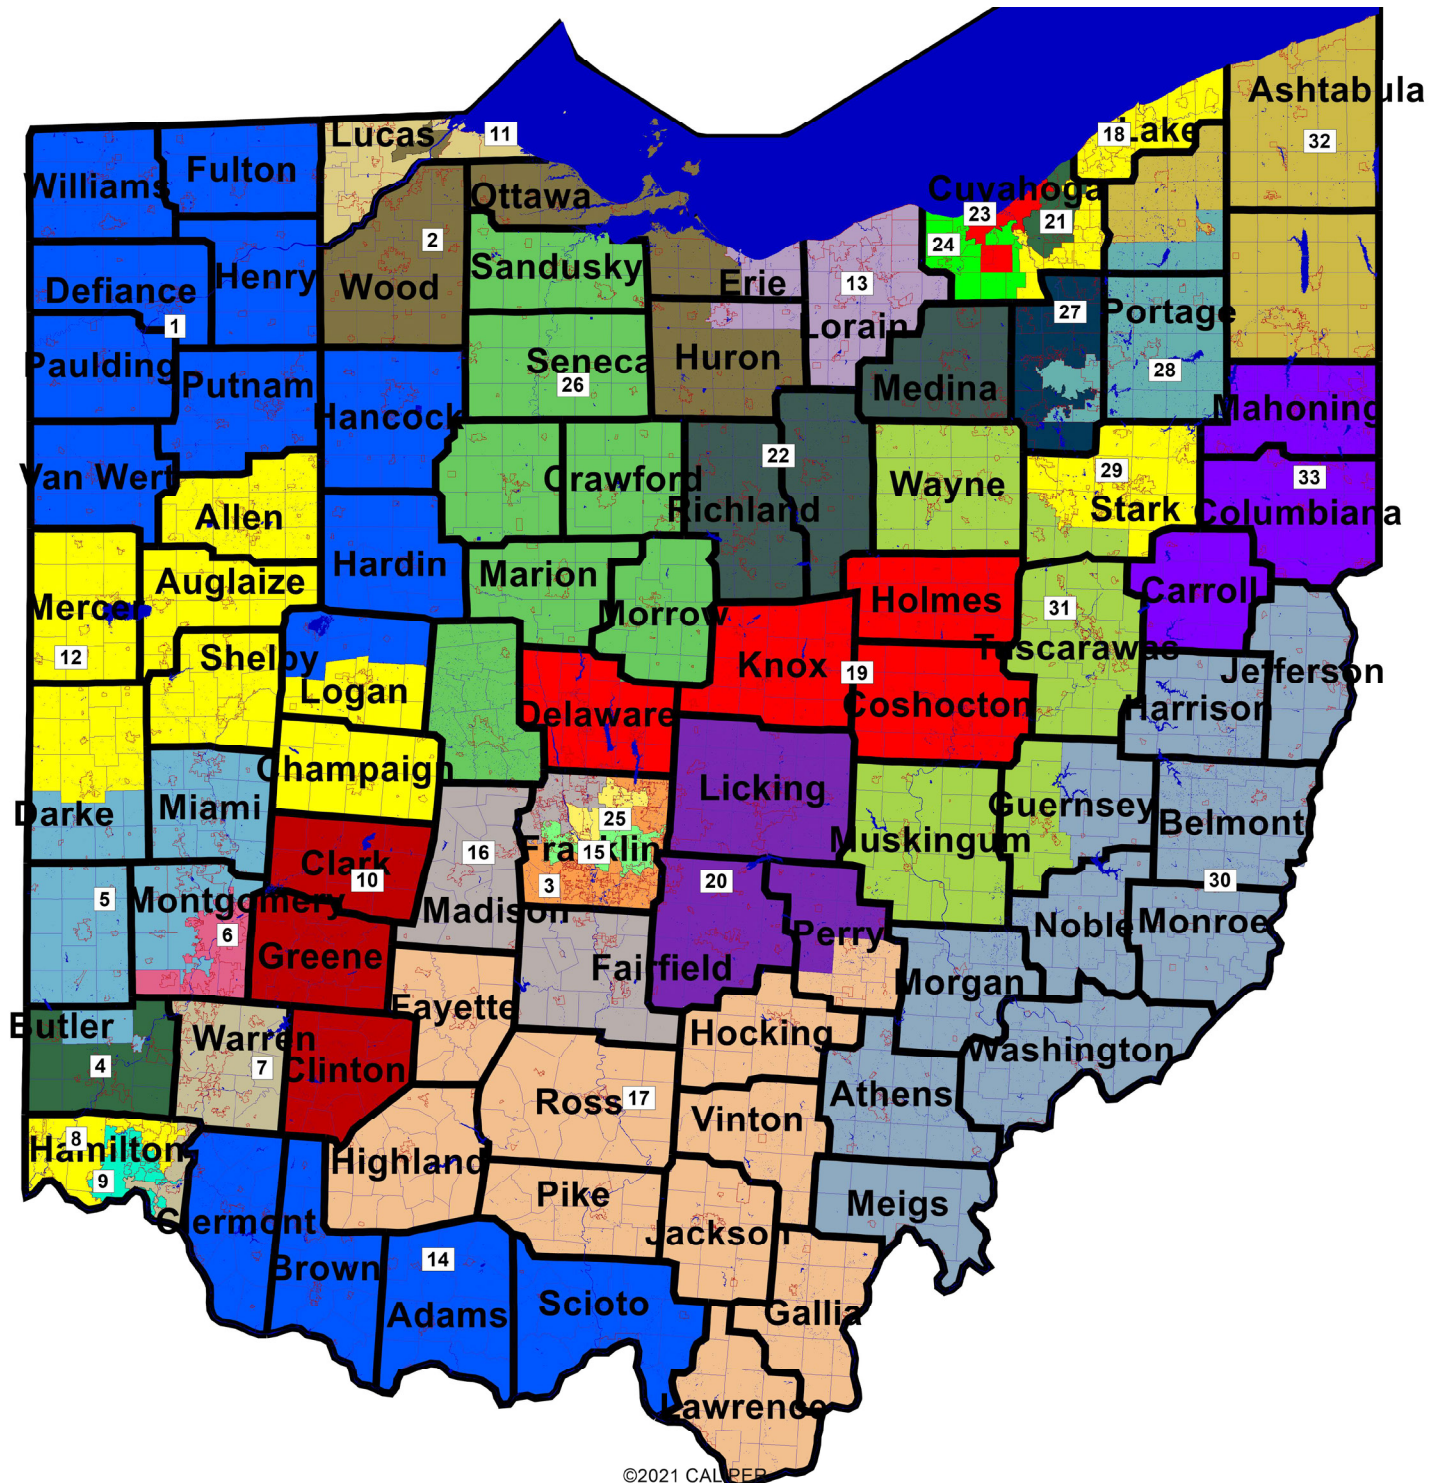 Ashtabula
Lucas
11
18
Lake
32
Williams
Fulton
Ottawa
Cuyahoga
23
21
24
2
Sandusky
Henry
Wood
Defiance
Erie
13
27
Portage
1
Lorain
Paulding
Putnam
Seneca
26
Huron
Medina
28
Hancock
Mahoning
Van Wert
Crawford
22
Wayne
29
33
Allen
Richland
Stark
Columbiana
Hardin
Marion
Auglaize
Carroll
Mercer
Morrow
Holmes
31
12
Shelby
Knox
19
Tuscarawas
Jefferson
Logan
Delaware
Coshocton
Harrison
Champaign
Licking
Darke
Miami
25
Guernsey
Belmont
Clark
16
Franklin
15
Muskingum
10
3
20
30
5
Montgomery
Madison
6
Perry
Noble
Monroe
Greene
Fairfield
Morgan
Fayette
Butler
Warren
Hocking
4
7
Clinton
Washington
Ross
17
Athens
Vinton
8
Hamilton
Highland
9
Pike
Meigs
Clermont
Jackson
Brown
14
Adams
Scioto
Gallia
Lawrence
©2021 CALIPER